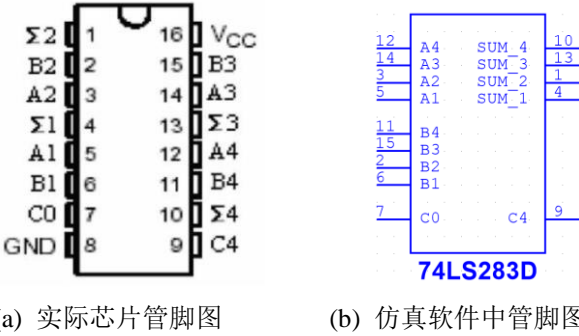 Σ2 1 16 VCC
B2 2 15 B3
A2 3 14 A3
Σ1 4 13 Σ3
A1 5 12 A4
B1 6 11 B4
C0 7 10 Σ4
GND 8 9 C4
12 A4 SUM_4 10
14 A3 SUM_3 13
3 A2 SUM_2 1
5 A1 SUM_1 4
11 B4
15 B3
2 B2
6 B1
7 C0 C4 9
74LS283D
(a) 实际芯片管脚图
(b) 仿真软件中管脚图